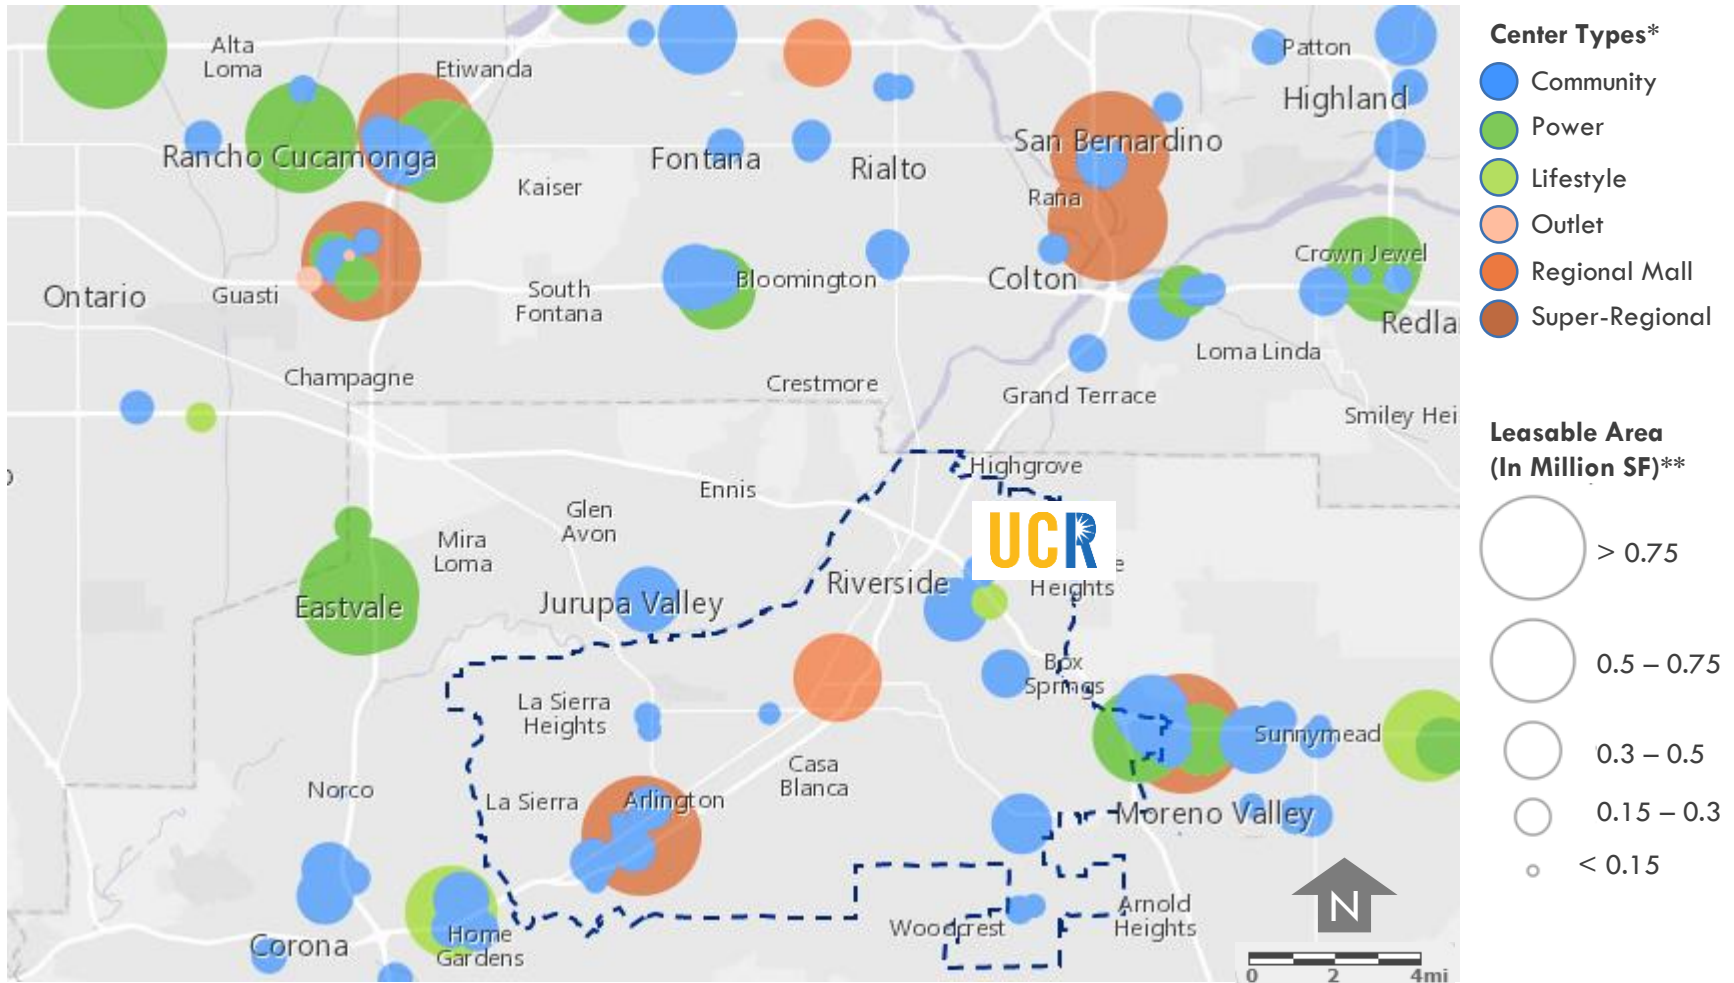 Alta
Loma
Etiwanda
Rancho Cucamonga
Kaiser
Fontana
Rialto
San Bernardino
Rana
Patton
Highland
Ontario
Guasti
South
Fontana
Bloomington
Colton
Crown Jewel
Redla
Loma Linda
Champagne
Crestmore
Grand Terrace
Smiley Hei
Highgrove
Ennis
Glen
Avon
Mira
Loma
UCR
Eastvale
Jurupa Valley
Riverside
e
Heights
Box
Springs
La Sierra
Heights
Sunnymead
Casa
Blanca
Norco
La Sierra
Arlington
Moreno Valley
Corona
Home
Gardens
Woodcrest
Arnold
Heights
N
0 2 4mi
Center Types*
Community
Power
Lifestyle
Outlet
Regional Mall
Super-Regional
Leasable Area
(In Million SF)**
> 0.75
0.5 – 0.75
0.3 – 0.5
0.15 – 0.3
< 0.15